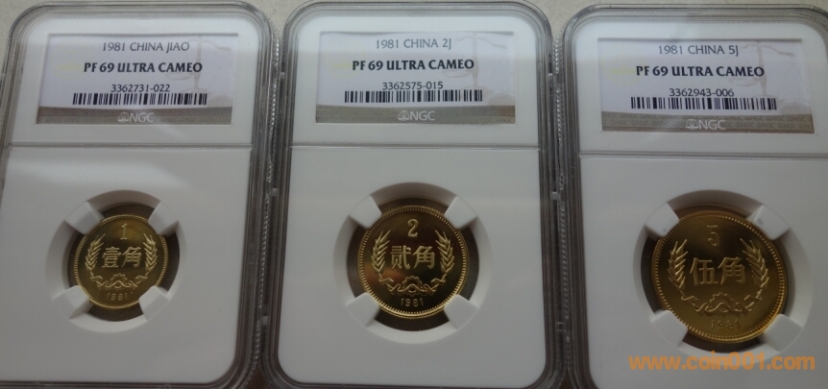 1981 CHINA JIAO
PF 69 ULTRA CAMEO
3362731-022
NGC
1
壹角
1981
1981 CHINA 2J
PF 69 ULTRA CAMEO
3362575-015
NGC
2
贰角
1981
1981 CHINA 5J
PF 69 ULTRA CAMEO
3362943-006
NGC
5
伍角
1981
www.coin001.com